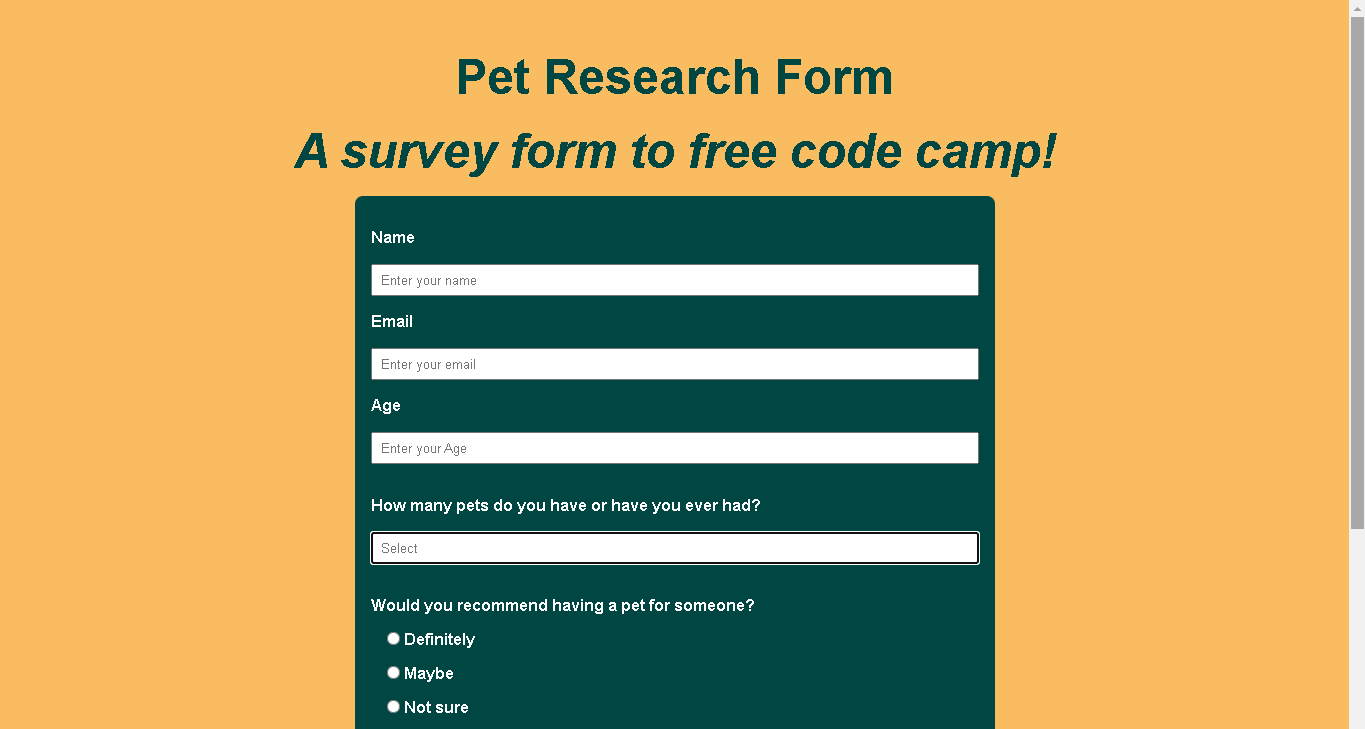 Pet Research Form
A survey form to free code camp!
Name
Enter your name
Email
Enter your email
Age
Enter your Age
How many pets do you have or have you ever had?
Select
Would you recommend having a pet for someone?
Definitely
Maybe
Not sure